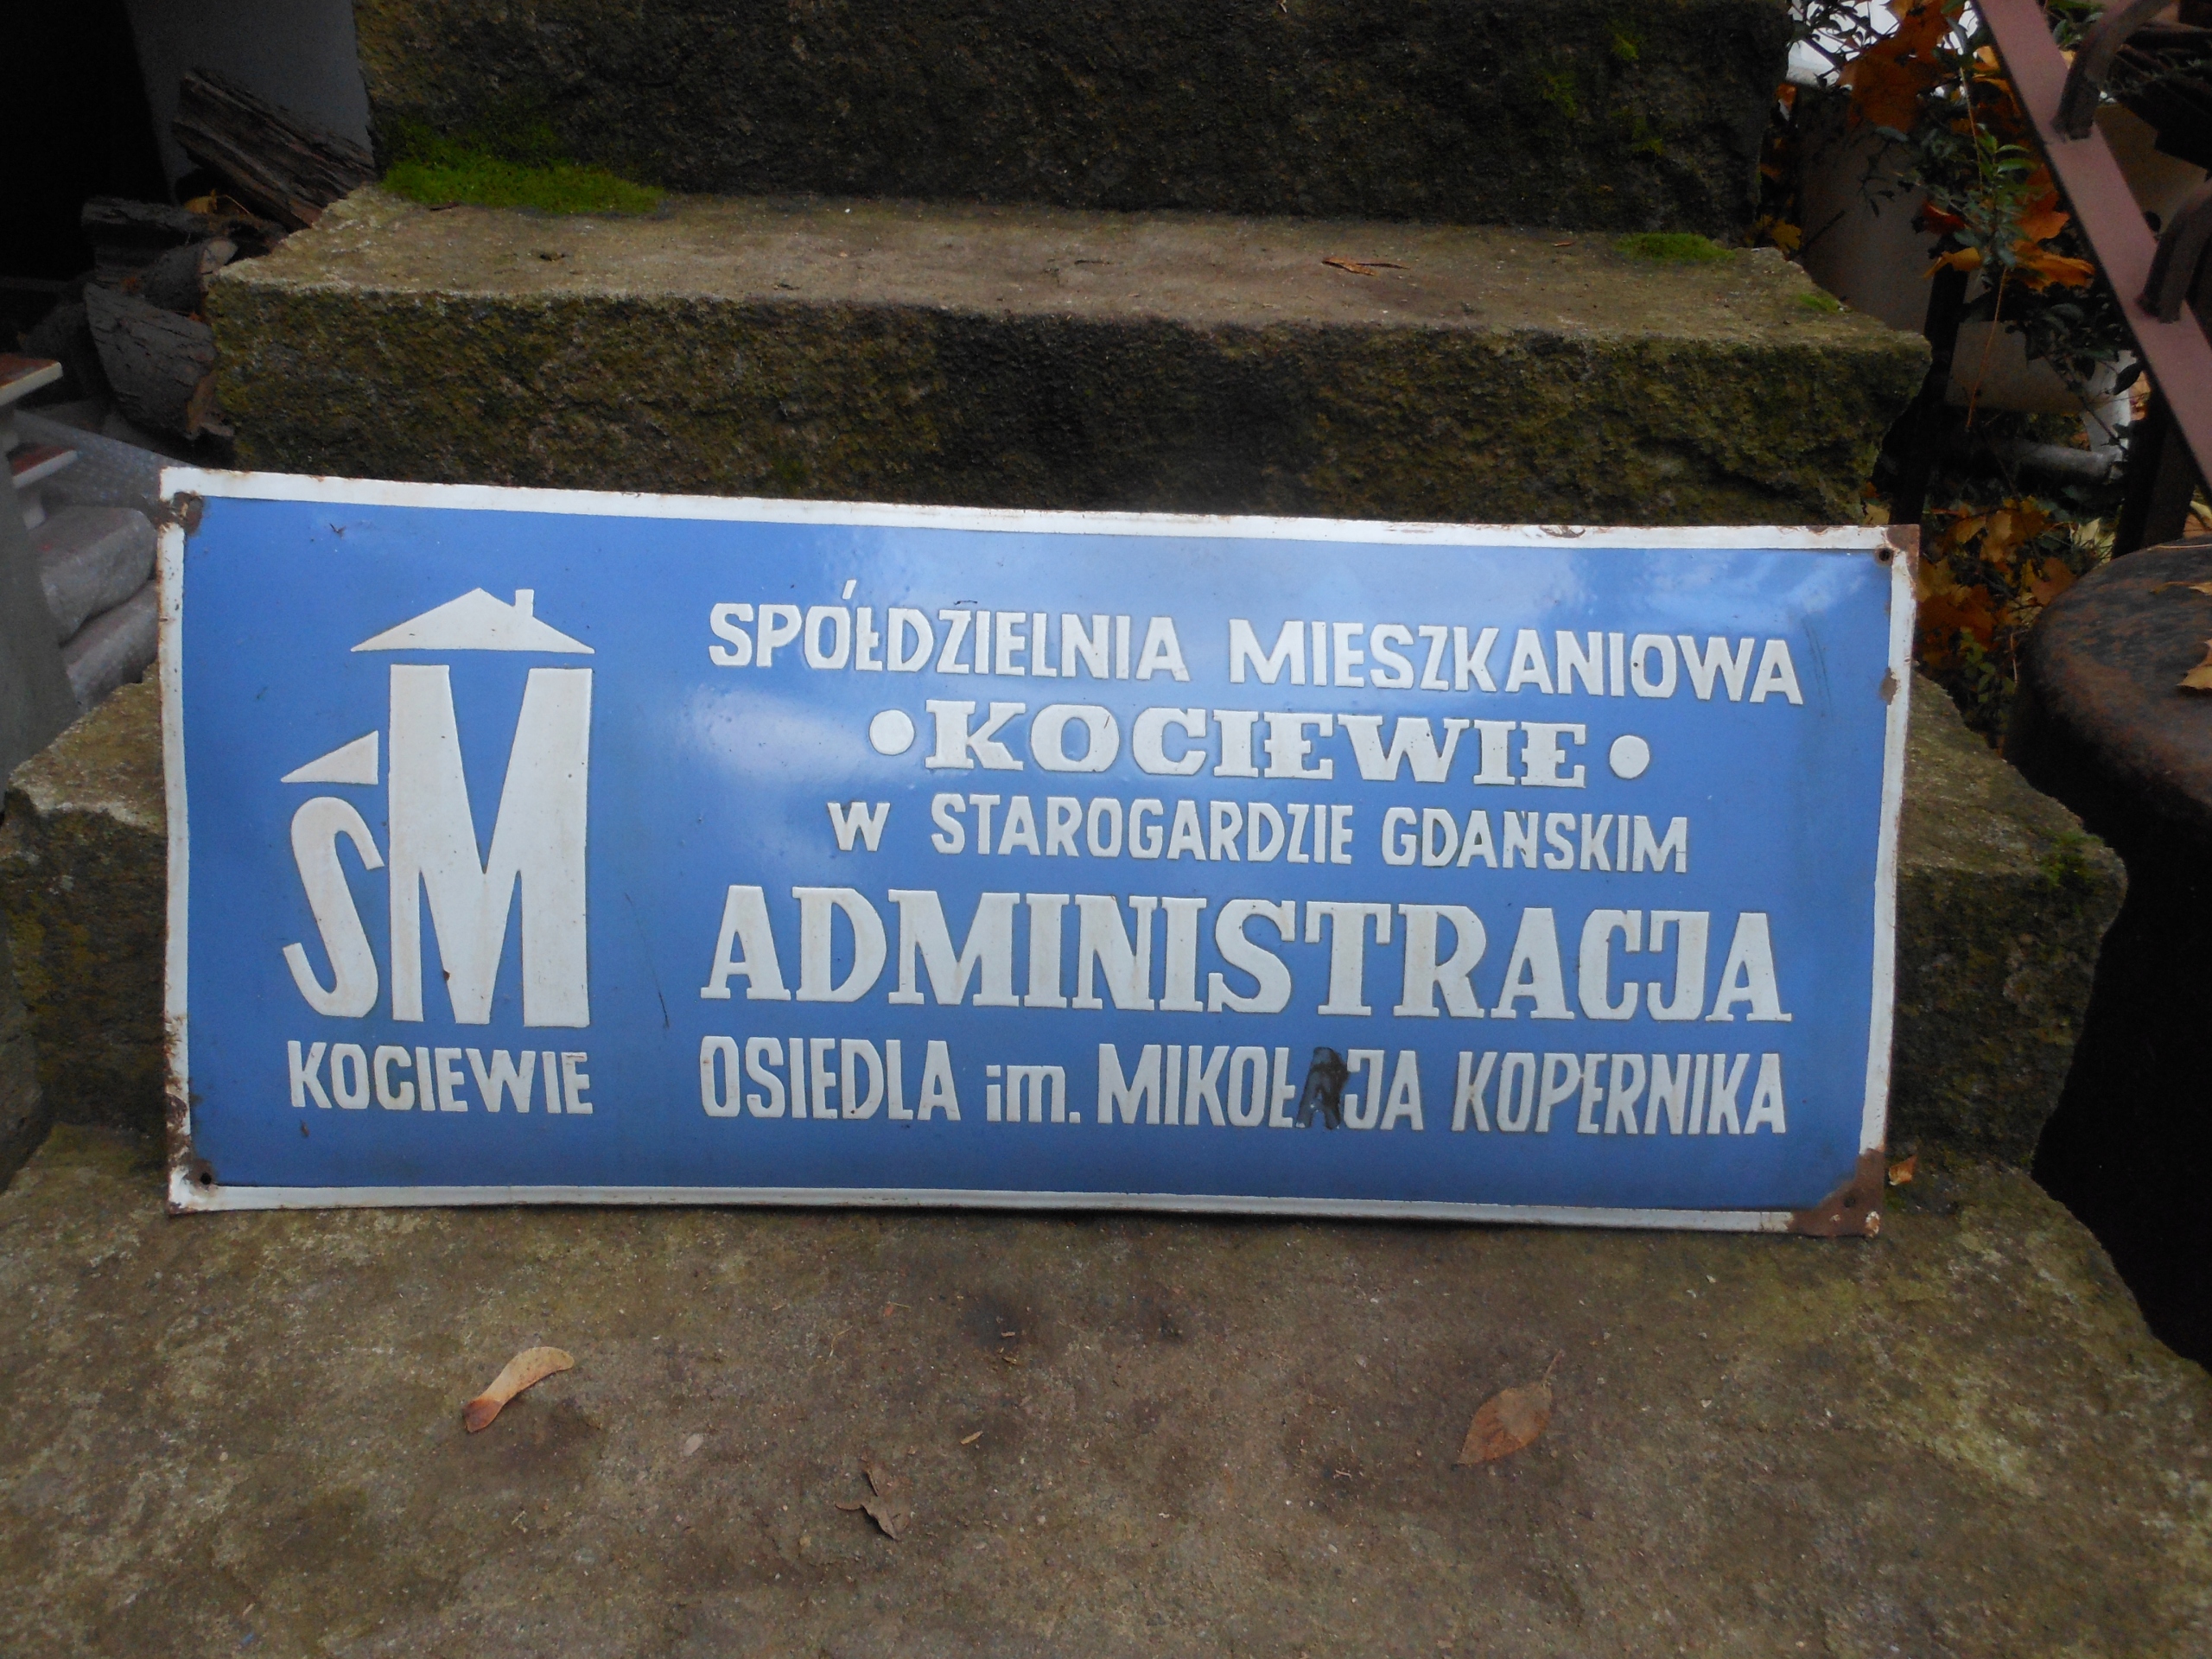 SM
KOCIEWIE
SPÓŁDZIELNIA MIESZKANIOWA
•KOCIEWIE•
W STAROGARDZIE GDAŃSKIM
ADMINISTRACJA
OSIEDLA im. MIKOŁAJA KOPERNIKA